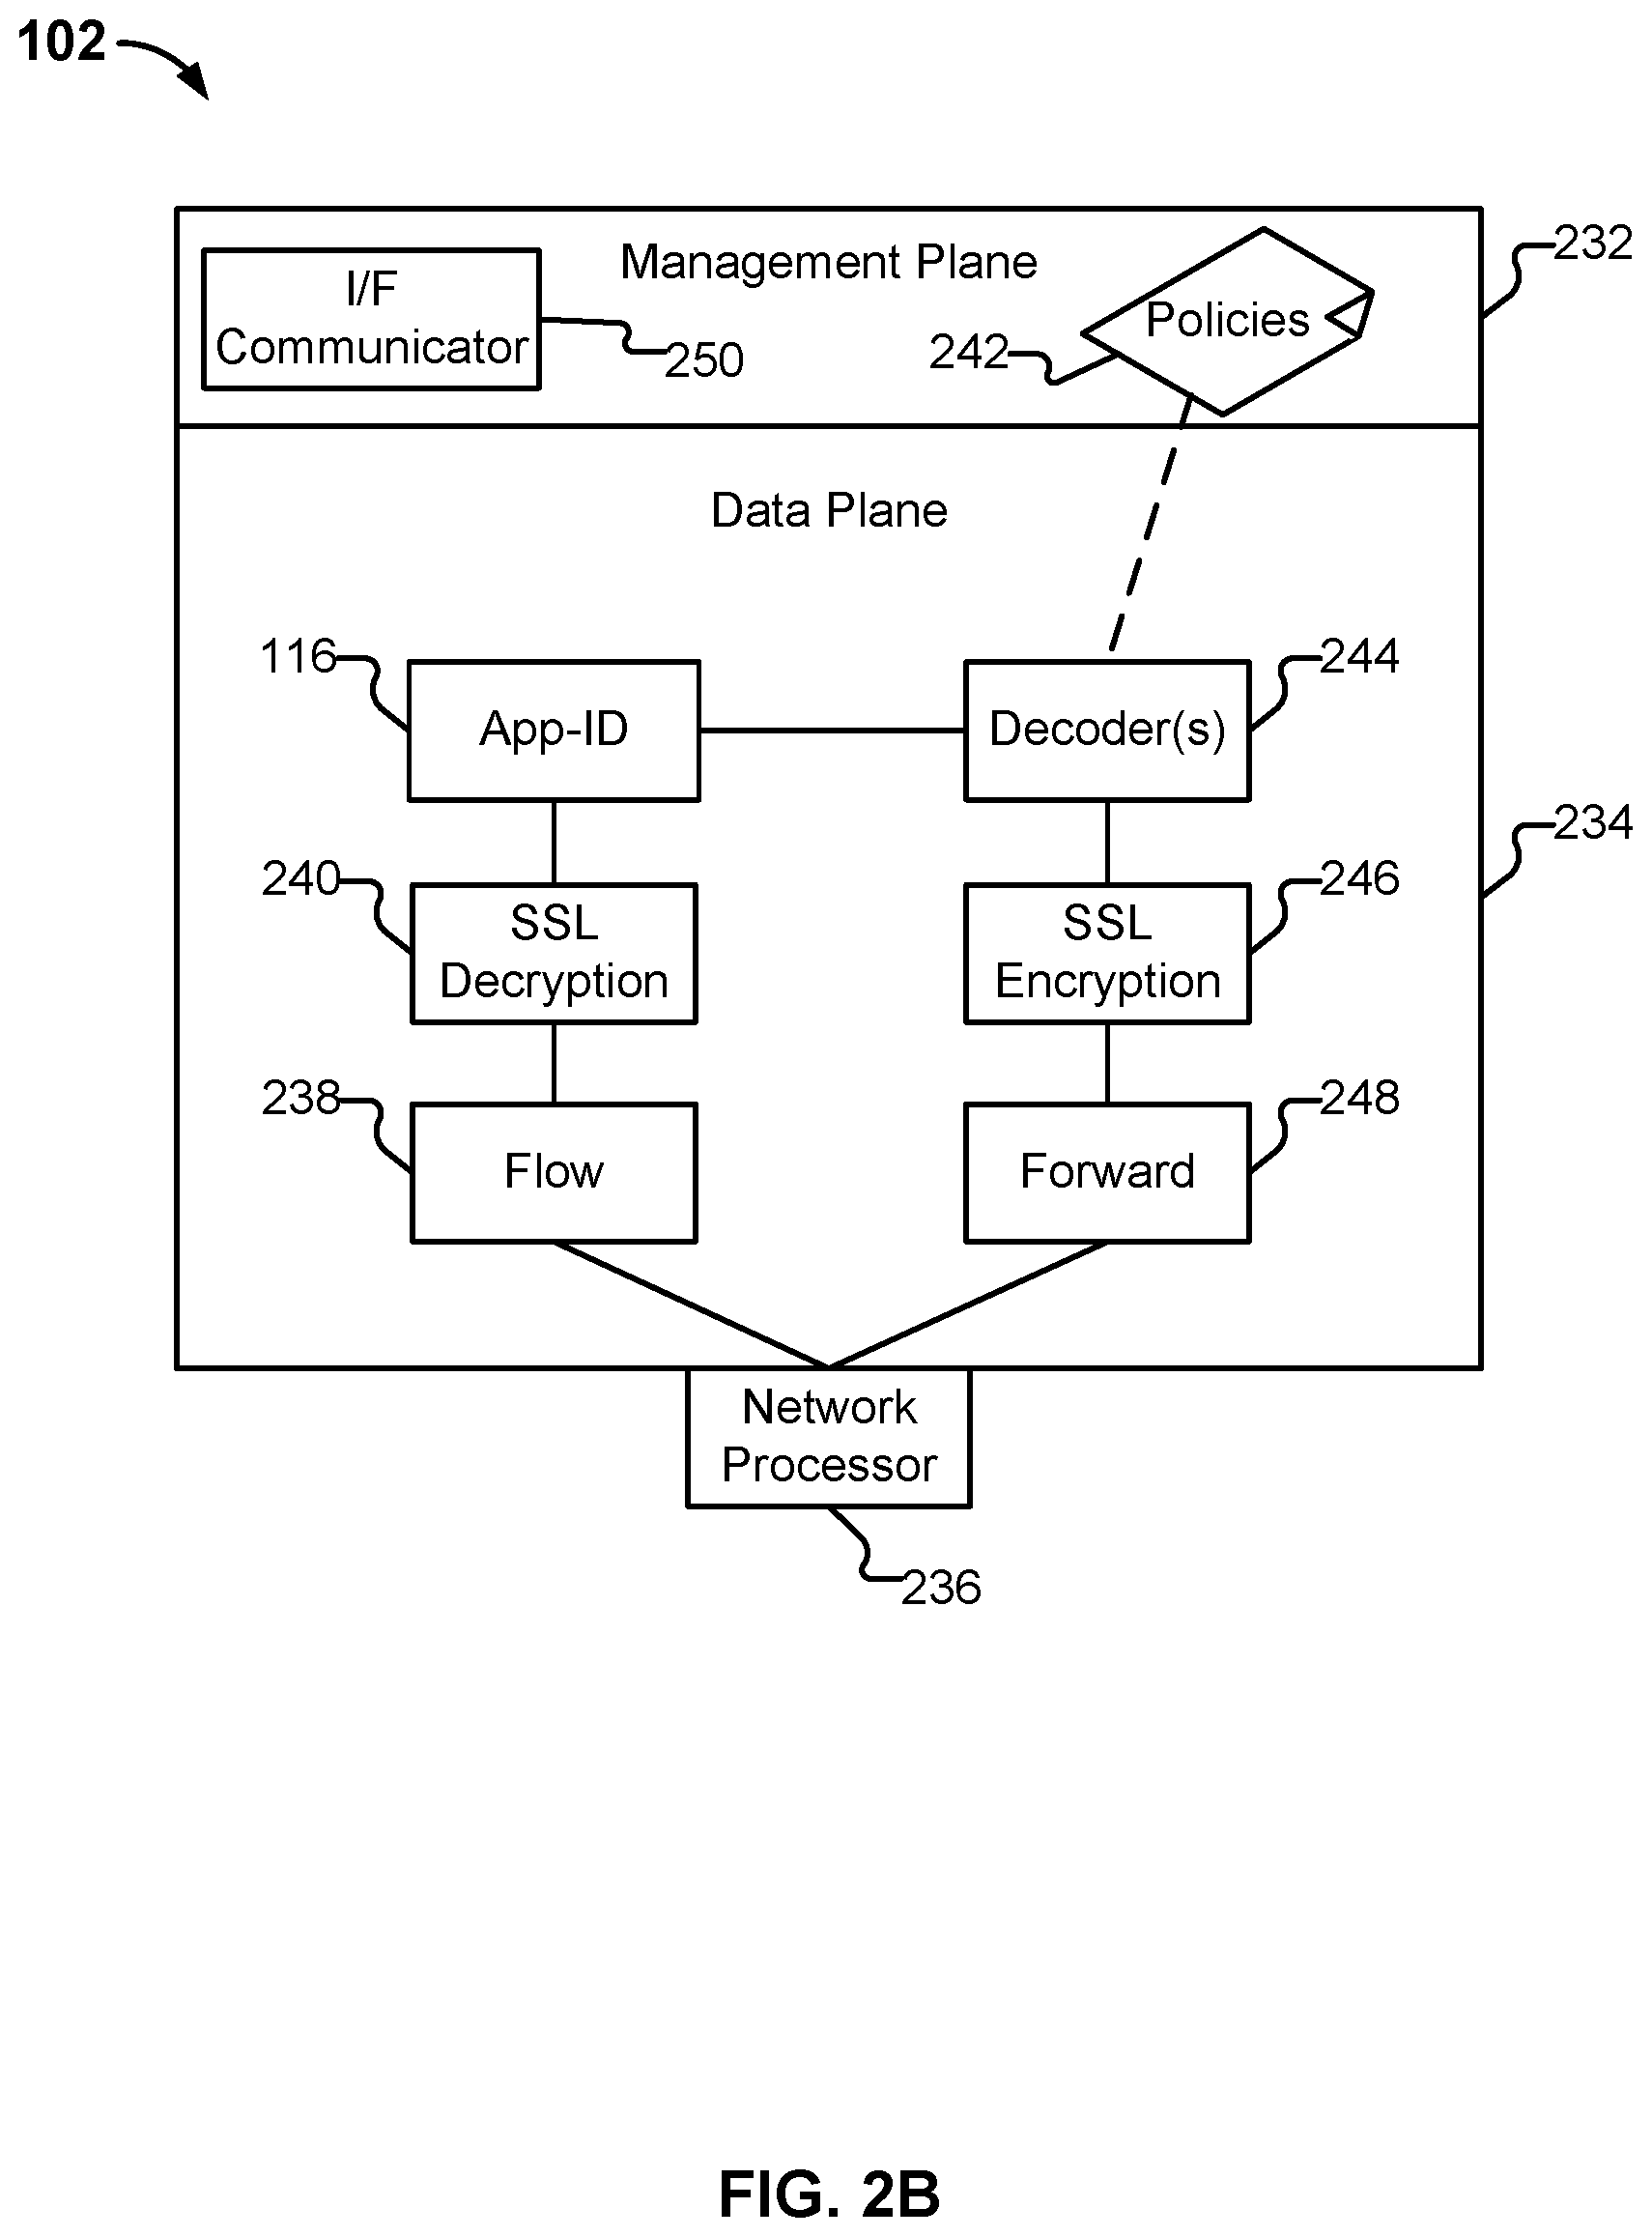 102
Management Plane
I/F
Communicator
250
Policies
242
232
Data Plane
116
App-ID
Decoder(s)
244
234
240
SSL
Decryption
SSL
Encryption
246
238
Flow
Forward
248
Network
Processor
236
FIG. 2B